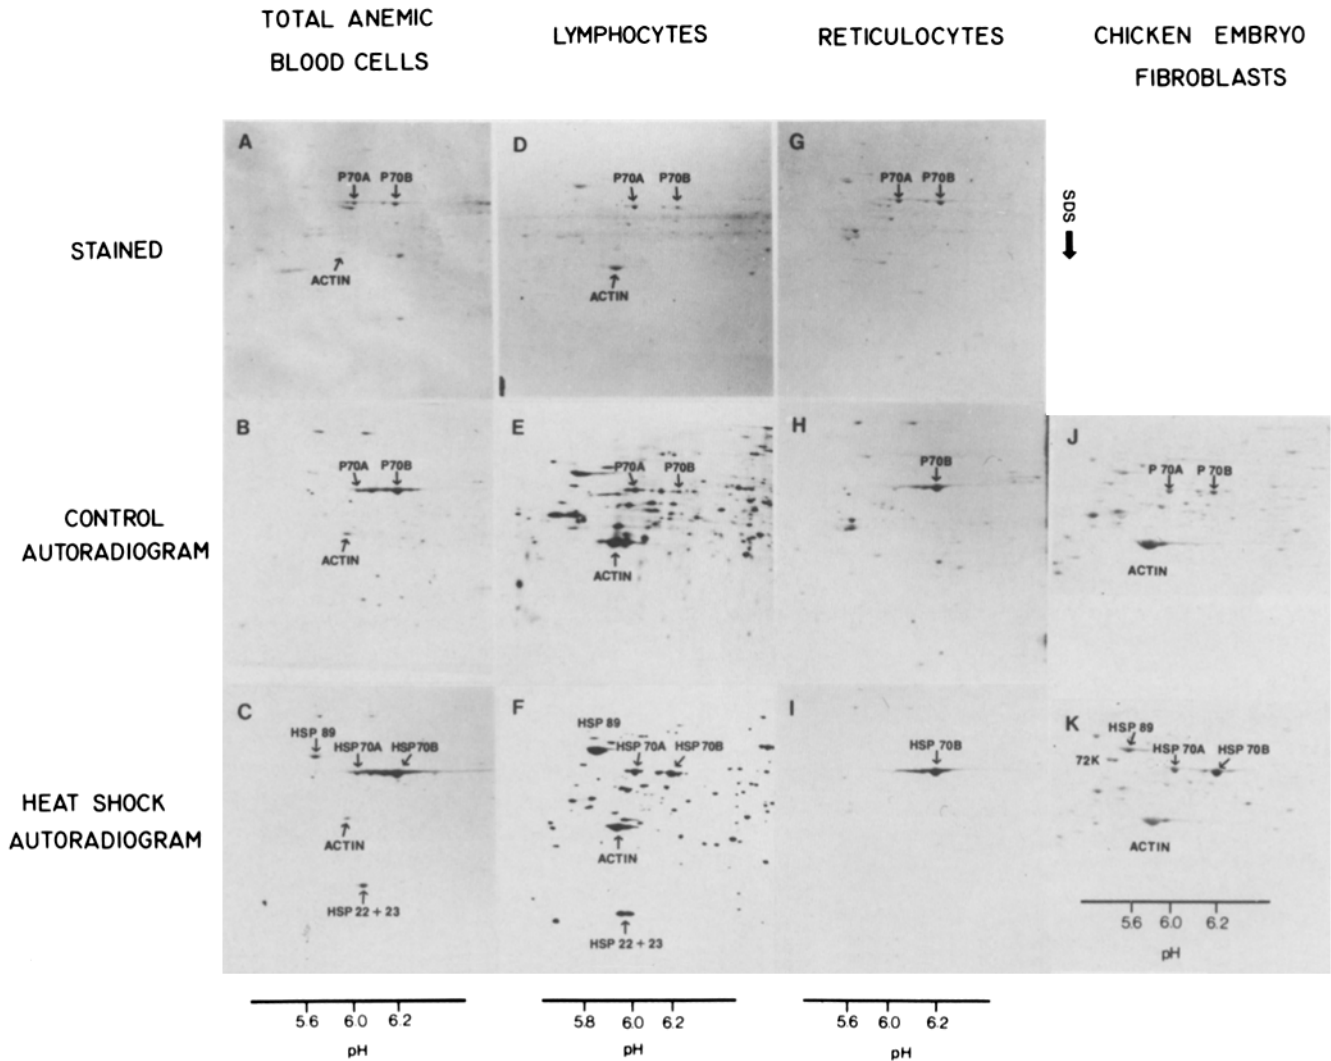 TOTAL ANEMIC
BLOOD CELLS
LYMPHOCYTES
RETICULOCYTES
CHICKEN EMBRYO
FIBROBLASTS
STAINED
A
P70A P70B
ACTIN
D
P70A P70B
ACTIN
G
P70A P70B
SDS
CONTROL
AUTORADIOGRAM
B
P70A P70B
ACTIN
E
P70A P70B
ACTIN
H
P70B
J
P 70A P 70B
ACTIN
HEAT SHOCK
AUTORADIOGRAM
C
HSP 89
HSP70A HSP70B
ACTIN
HSP 22 + 23
F
HSP 89
HSP 70A HSP 70B
ACTIN
HSP 22 + 23
I
HSP 70B
K
HSP 89
72K
HSP 70A HSP 70B
ACTIN
5.6 6.0 6.2
pH
5.6 6.0 6.2
pH
5.8 6.0 6.2
pH
5.6 6.0 6.2
pH